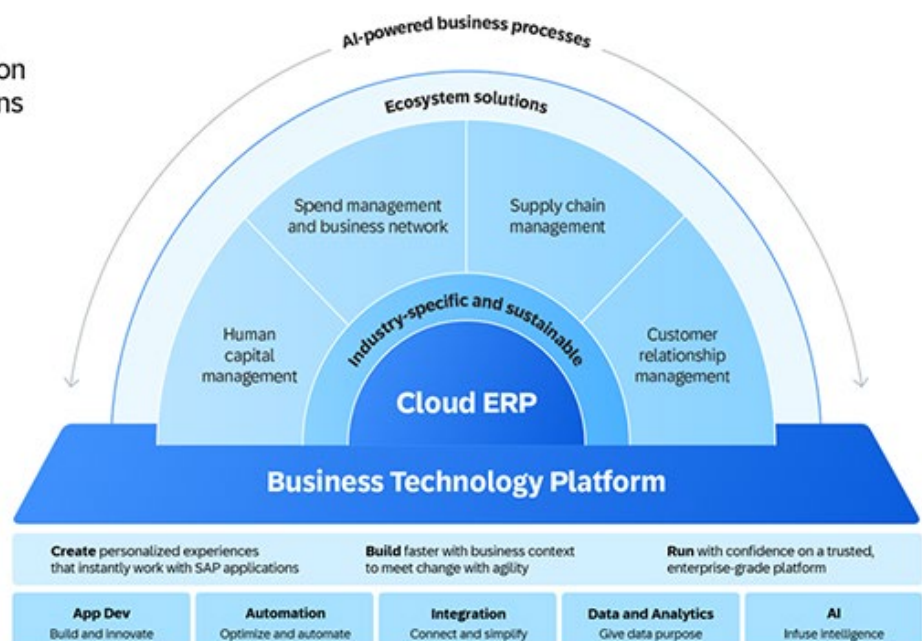 AI-powered business processes
on
ns
Ecosystem solutions
Spend management
and business network
Supply chain
management
Human
capital
management
Industry-specific and sustainable
Customer
relationship
management
Cloud ERP
Business Technology Platform
Create personalized experiences
that instantly work with SAP applications
Build faster with business context
to meet change with agility
Run with confidence on a trusted,
enterprise-grade platform
App Dev
Build and innovate
Automation
Optimize and automate
Integration
Connect and simplify
Data and Analytics
Give data purpose
AI
Infuse intelligence